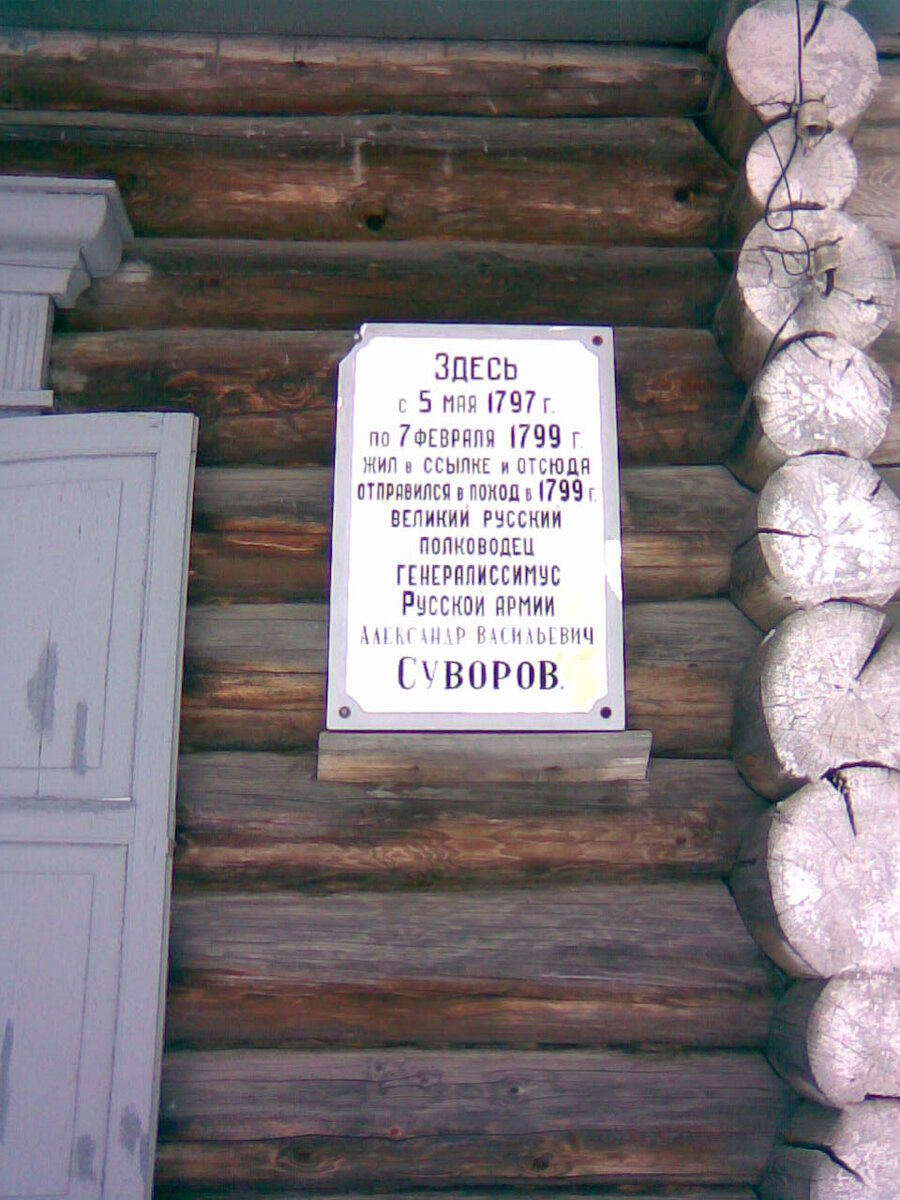 Здесь
с 5 мая 1797 г.
по 7 февраля 1799 г.
жил в ссылке и отсюда
отправился в поход в 1799 г.
великий русский
полководец
генералиссимус
Русской армии
Александр Васильевич
Суворов.